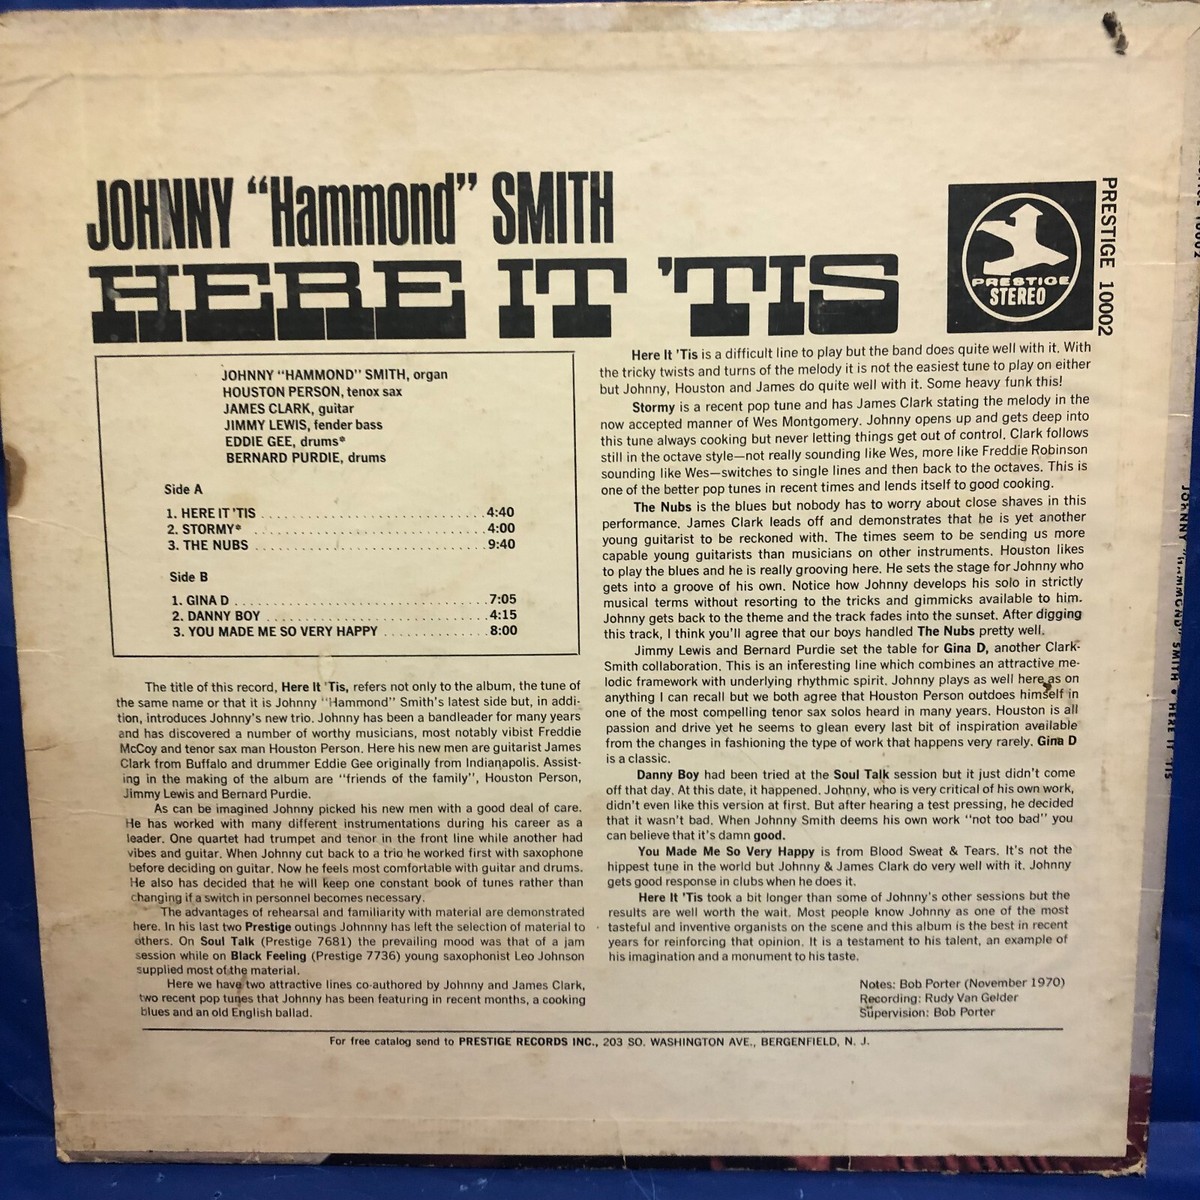 JOHNNY "Hammond" SMITH
HERE IT 'TIS
PRESTIGE
STEREO
PRESTIGE 10002
JOHNNY "HAMMOND" SMITH, organ
HOUSTON PERSON, tenox sax
JAMES CLARK, guitar
JIMMY LEWIS, fender bass
EDDIE GEE, drums*
BERNARD PURDIE, drums
Side A
1. HERE IT 'TIS ........................ 4:40
2. STORMY* ........................ 4:00
3. THE NUBS ........................ 9:40
Side B
1. GINA D ........................ 7:05
2. DANNY BOY ........................ 4:15
3. YOU MADE ME SO VERY HAPPY ............ 8:00
The title of this record, Here It 'Tis, refers not only to the album, the tune of
the same name or that it is Johnny "Hammond" Smith's latest side but, in addi-
tion, introduces Johnny's new trio. Johnny has been a bandleader for many years
and has discovered a number of worthy musicians, most notably vibist Freddie
McCoy and tenor sax man Houston Person. Here his new men are guitarist James
Clark from Buffalo and drummer Eddie Gee originally from Indianapolis. Assist-
ing in the making of the album are "friends of the family", Houston Person,
Jimmy Lewis and Bernard Purdie.
As can be imagined Johnny picked his new men with a good deal of care.
He has worked with many different instrumentations during his career as a
leader. One quartet had trumpet and tenor in the front line while another had
vibes and guitar. When Johnny cut back to a trio he worked first with saxophone
before deciding on guitar. Now he feels most comfortable with guitar and drums.
He also has decided that he will keep one constant book of tunes rather than
changing if a switch in personnel becomes necessary.
The advantages of rehearsal and familiarity with material are demonstrated
here. In his last two Prestige outings Johnnny has left the selection of material to
others. On Soul Talk (Prestige 7681) the prevailing mood was that of a jam
session while on Black Feeling (Prestige 7736) young saxophonist Leo Johnson
supplied most of the material.
Here we have two attractive lines co-authored by Johnny and James Clark,
two recent pop tunes that Johnny has been featuring in recent months, a cooking
blues and an old English ballad.
Here It 'Tis is a difficult line to play but the band does quite well with it. With
the tricky twists and turns of the melody it is not the easiest tune to play on either
but Johnny, Houston and James do quite well with it. Some heavy funk this!
Stormy is a recent pop tune and has James Clark stating the melody in the
now accepted manner of Wes Montgomery. Johnny opens up and gets deep into
this tune always cooking but never letting things get out of control. Clark follows
still in the octave style—not really sounding like Wes, more like Freddie Robinson
sounding like Wes—switches to single lines and then back to the octaves. This is
one of the better pop tunes in recent times and lends itself to good cooking.
The Nubs is the blues but nobody has to worry about close shaves in this
performance. James Clark leads off and demonstrates that he is yet another
young guitarist to be reckoned with. The times seem to be sending us more
capable young guitarists than musicians on other instruments. Houston likes
to play the blues and he is really grooving here. He sets the stage for Johnny who
gets into a groove of his own. Notice how Johnny develops his solo in strictly
musical terms without resorting to the tricks and gimmicks available to him.
Johnny gets back to the theme and the track fades into the sunset. After digging
this track, I think you'll agree that our boys handled The Nubs pretty well.
Jimmy Lewis and Bernard Purdie set the table for Gina D, another Clark-
Smith collaboration. This is an interesting line which combines an attractive me-
lodic framework with underlying rhythmic spirit. Johnny plays as well here as on
anything I can recall but we both agree that Houston Person outdoes himself in
one of the most compelling tenor sax solos heard in many years. Houston is all
passion and drive yet he seems to glean every last bit of inspiration available
from the changes in fashioning the type of work that happens very rarely. Gina D
is a classic.
Danny Boy had been tried at the Soul Talk session but it just didn't come
off that day. At this date, it happened. Johnny, who is very critical of his own work,
didn't even like this version at first. But after hearing a test pressing, he decided
that it wasn't bad. When Johnny Smith deems his own work "not too bad" you
can believe that it's damn good.
You Made Me So Very Happy is from Blood Sweat & Tears. It's not the
hippest tune in the world but Johnny & James Clark do very well with it. Johnny
gets good response in clubs when he does it.
Here It 'Tis took a bit longer than some of Johnny's other sessions but the
results are well worth the wait. Most people know Johnny as one of the most
tasteful and inventive organists on the scene and this album is the best in recent
years for reinforcing that opinion. It is a testament to his talent, an example of
his imagination and a monument to his taste.
Notes: Bob Porter (November 1970)
Recording: Rudy Van Gelder
Supervision: Bob Porter
For free catalog send to PRESTIGE RECORDS INC., 203 SO. WASHINGTON AVE., BERGENFIELD, N. J.
JOHNNY "HAMMOND" SMITH • HERE IT 'TIS